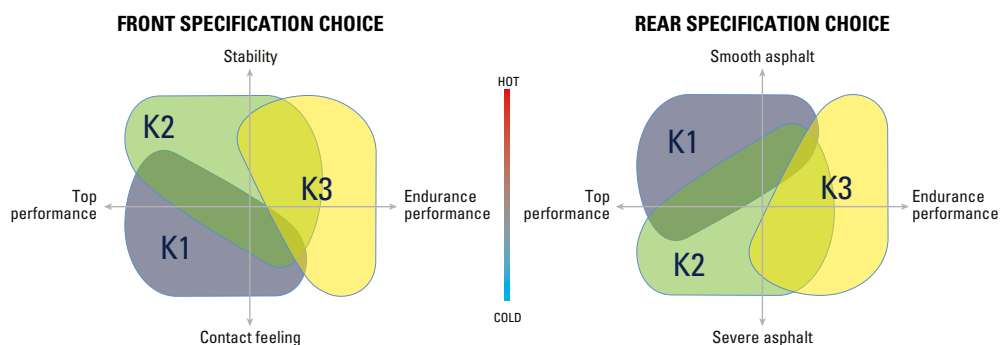 FRONT SPECIFICATION CHOICE
Stability
K2
K3
K1
Top
performance
Endurance
performance
Contact feeling
HOT
COLD
REAR SPECIFICATION CHOICE
Smooth asphalt
K1
K3
K2
Top
performance
Endurance
performance
Severe asphalt